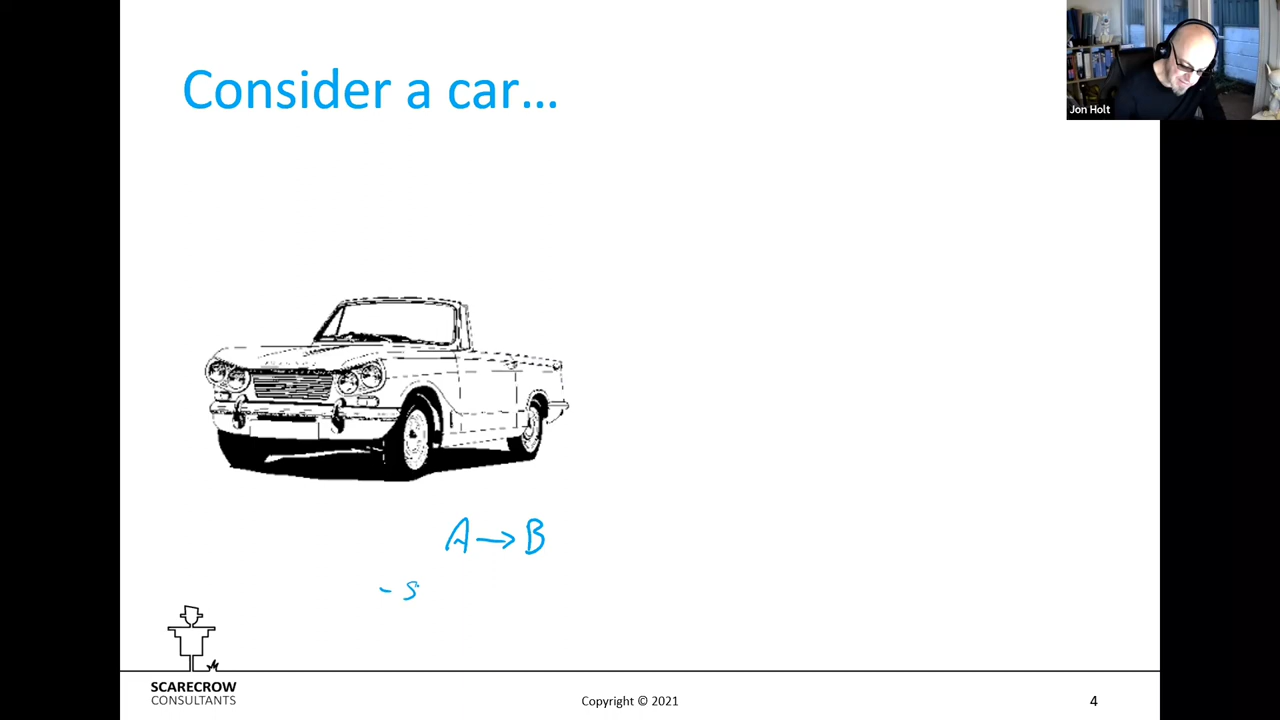 Consider a car…
Jon Holt
A → B
- s
SCARECROW
CONSULTANTS
Copyright © 2021
4